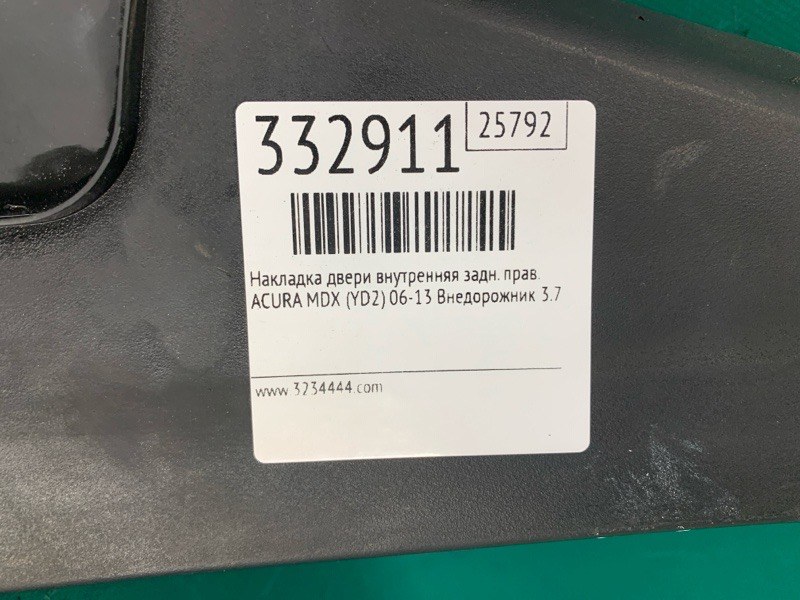 332911
25792
Накладка двери внутренняя задн. прав.
ACURA MDX (YD2) 06-13 Внедорожник 3.7
www.3234444.com